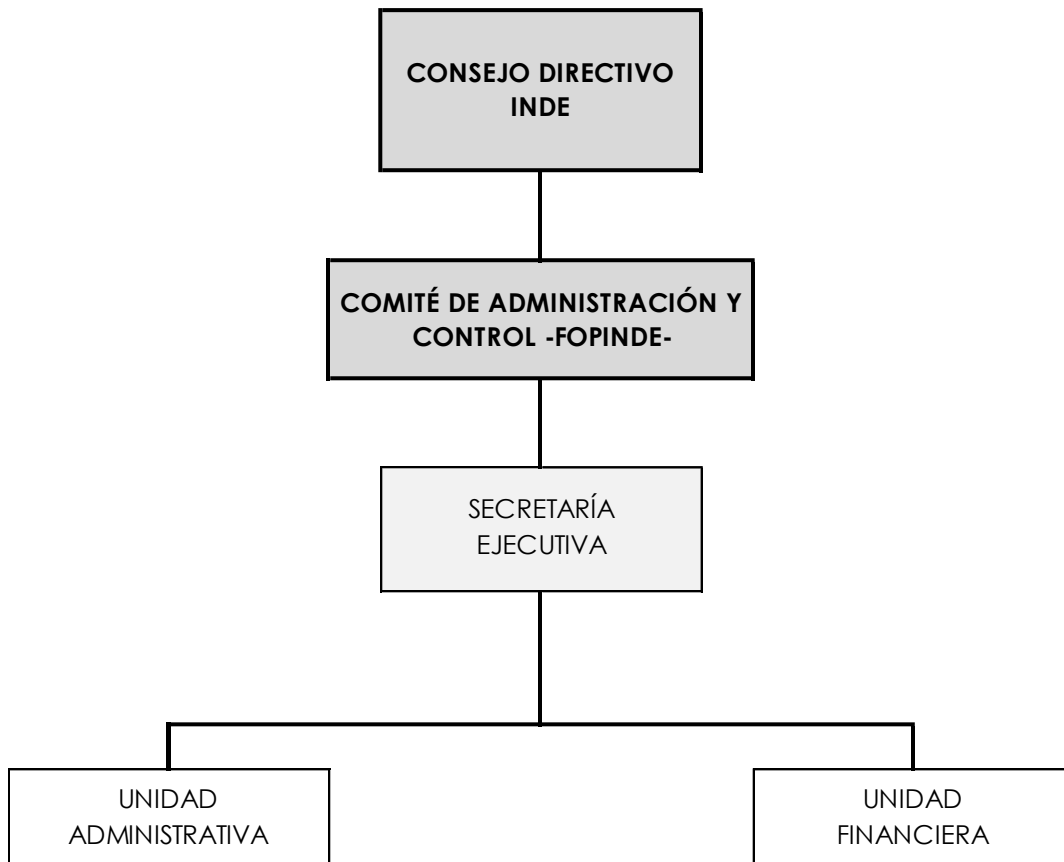 CONSEJO DIRECTIVO
INDE
COMITÉ DE ADMINISTRACIÓN Y
CONTROL -FOPINDE-
SECRETARÍA
EJECUTIVA
UNIDAD
ADMINISTRATIVA
UNIDAD
FINANCIERA